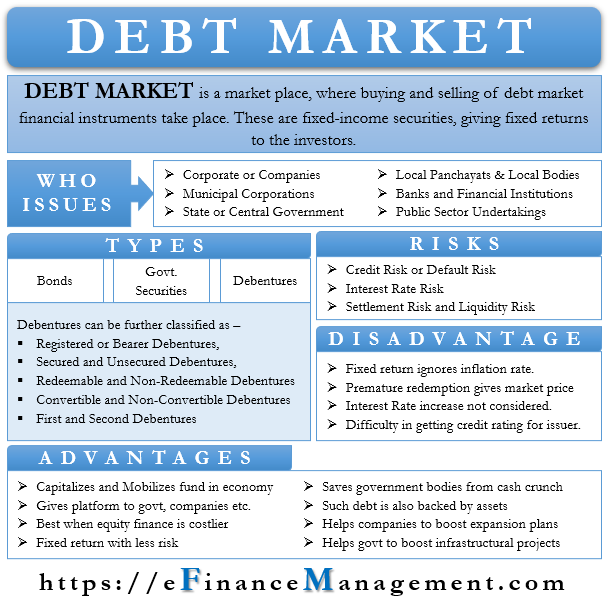 DEBT MARKET
DEBT MARKET is a market place, where buying and selling of debt market
financial instruments take place. These are fixed-income securities, giving fixed returns
to the investors.
WHO
ISSUES
➢ Corporate or Companies
➢ Municipal Corporations
➢ State or Central Government
➢ Local Panchayats & Local Bodies
➢ Banks and Financial Institutions
➢ Public Sector Undertakings
TYPES
Bonds
Govt.
Securities
Debentures
Debentures can be further classified as –
▪ Registered or Bearer Debentures,
▪ Secured and Unsecured Debentures,
▪ Redeemable and Non-Redeemable Debentures
▪ Convertible and Non-Convertible Debentures
▪ First and Second Debentures
RISKS
➢ Credit Risk or Default Risk
➢ Interest Rate Risk
➢ Settlement Risk and Liquidity Risk
DISADVANTAGE
➢ Fixed return ignores inflation rate.
➢ Premature redemption gives market price
➢ Interest Rate increase not considered.
➢ Difficulty in getting credit rating for issuer.
ADVANTAGES
➢ Capitalizes and Mobilizes fund in economy
➢ Gives platform to govt, companies etc.
➢ Best when equity finance is costlier
➢ Fixed return with less risk
➢ Saves government bodies from cash crunch
➢ Such debt is also backed by assets
➢ Helps companies to boost expansion plans
➢ Helps govt to boost infrastructural projects
https://eFinanceManagement.com